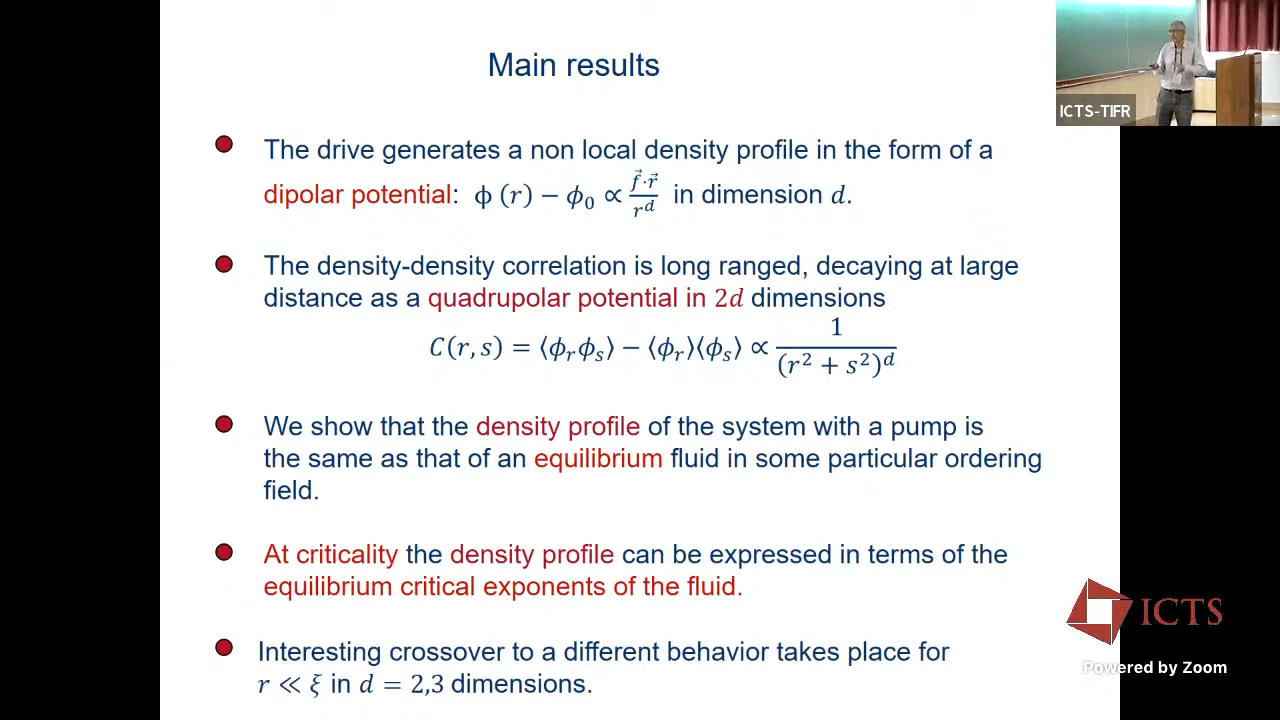 Main results
The drive generates a non local density profile in the form of a
dipolar potential: ϕ (r) − ϕ₀ ∝ f⃗·r⃗ / r^d in dimension d.
The density-density correlation is long ranged, decaying at large
distance as a quadrupolar potential in 2d dimensions
C(r, s) = ⟨ϕ_r ϕ_s⟩ − ⟨ϕ_r⟩⟨ϕ_s⟩ ∝ 1 / (r² + s²)^d
We show that the density profile of the system with a pump is
the same as that of an equilibrium fluid in some particular ordering
field.
At criticality the density profile can be expressed in terms of the
equilibrium critical exponents of the fluid.
Interesting crossover to a different behavior takes place for
r ≪ ξ in d = 2,3 dimensions.
ICTS-TIFR
ICTS
Powered by Zoom